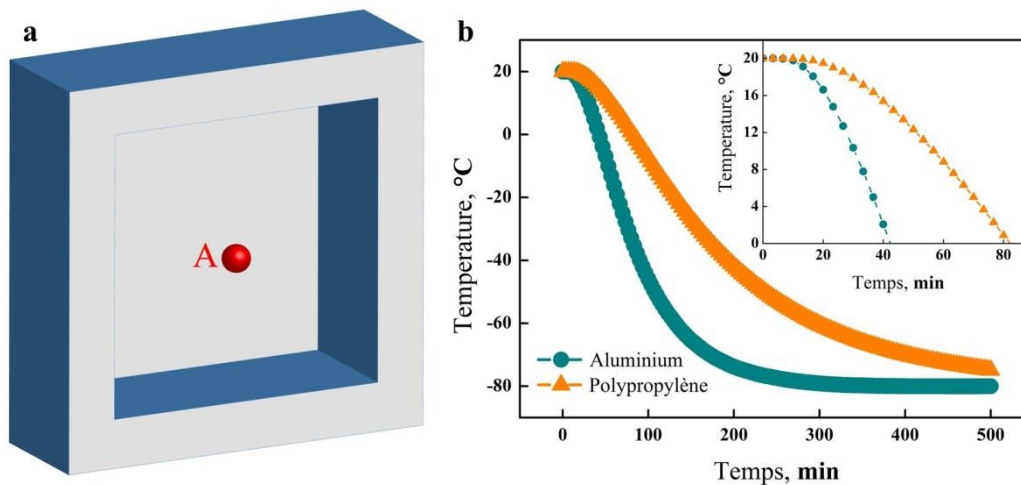 a
A
b
20
0
-20
-40
-60
-80
Temperature, °C
0
100
200
300
400
500
Temps, min
Aluminium
Polypropylène
20
16
12
8
4
0
Temperature, °C
0
20
40
60
80
Temps, min